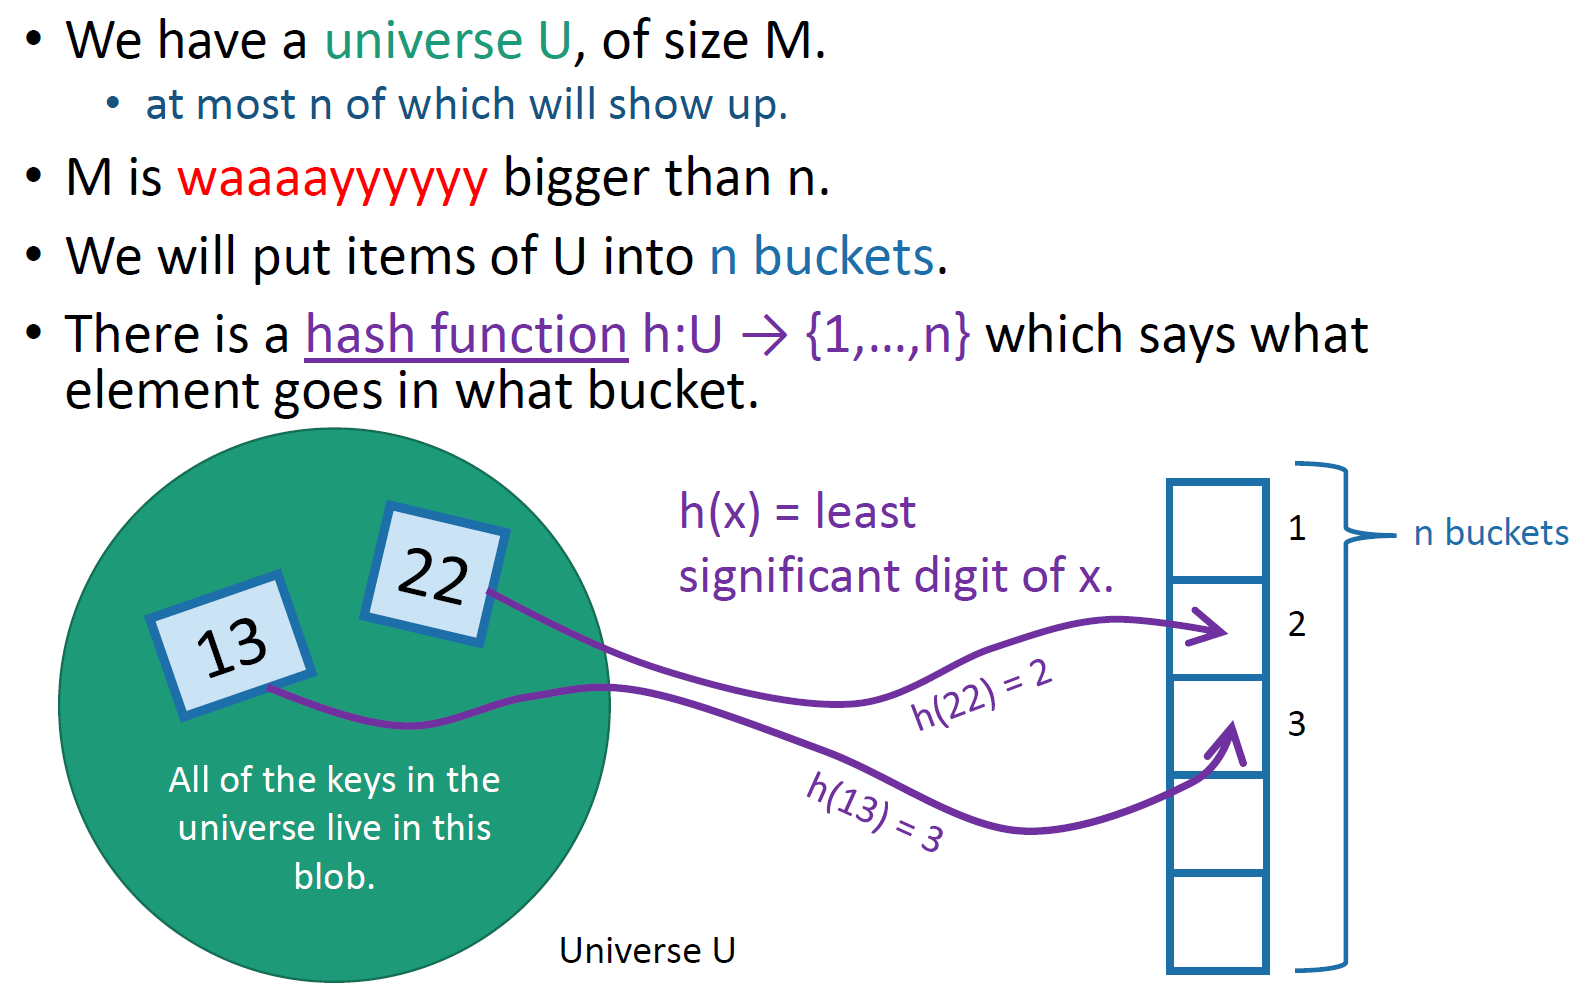 • We have a universe U, of size M.
• at most n of which will show up.
• M is waaaayyyyyy bigger than n.
• We will put items of U into n buckets.
• There is a hash function h:U → {1,…,n} which says what
element goes in what bucket.
h(x) = least
significant digit of x.
22
13
1
2
3
n buckets
h(22) = 2
h(13) = 3
All of the keys in the
universe live in this
blob.
Universe U